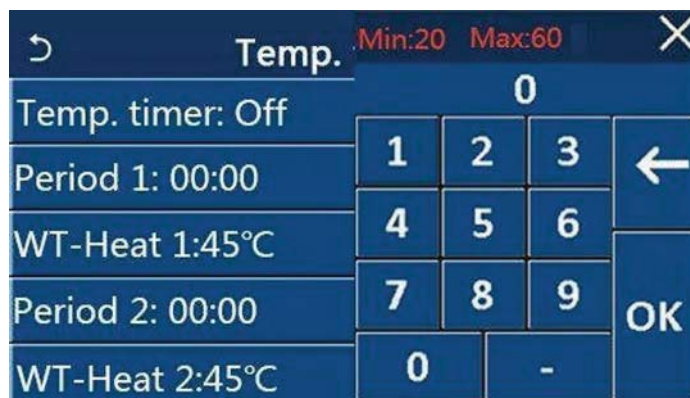 Temp.
Temp. timer: Off
Period 1: 00:00
WT-Heat 1:45℃
Period 2: 00:00
WT-Heat 2:45℃
Min:20 Max:60
0
1 2 3
4 5 6
7 8 9
0 -
OK